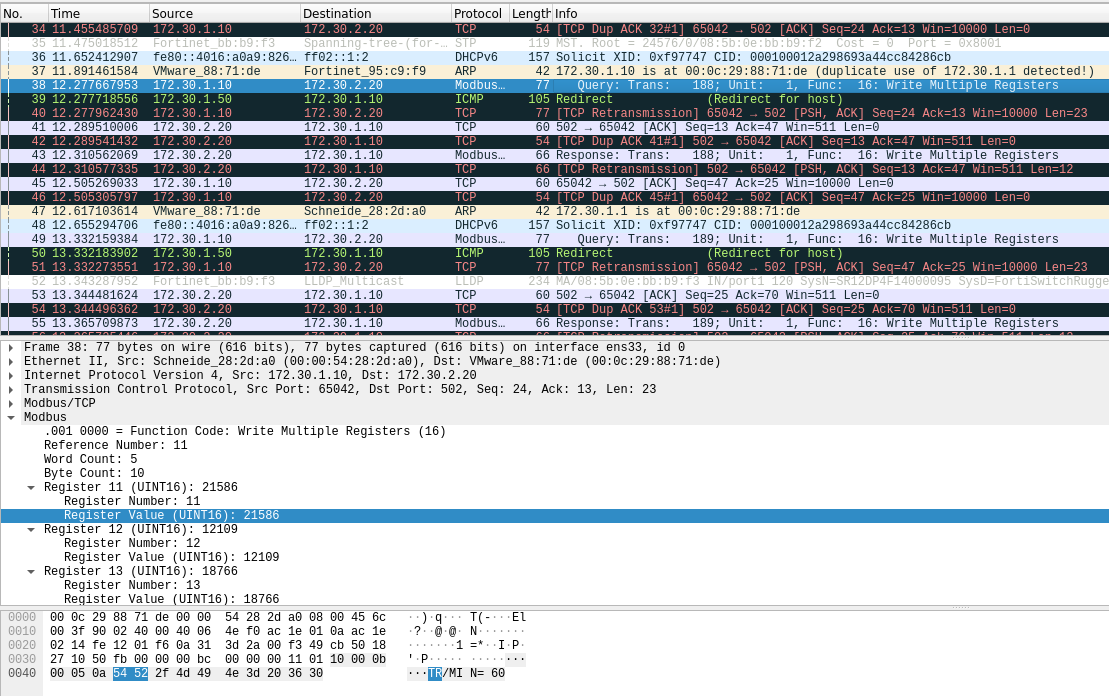 No. Time Source Destination Protocol Length Info
34 11.455485709 172.30.1.10 172.30.2.20 TCP 54 [TCP Dup ACK 32#1] 65042 → 502 [ACK] Seq=24 Ack=13 Win=10000 Len=0
35 11.475018512 Fortinet_bb:b9:f3 Spanning-tree-(for-… STP 119 MST. Root = 24576/0/08:5b:0e:bb:b9:f2 Cost = 0 Port = 0x8001
36 11.652412907 fe80::4016:a0a9:826… ff02::1:2 DHCPv6 157 Solicit XID: 0xf97747 CID: 000100012a298693a44cc84286cb
37 11.891461584 VMware_88:71:de Fortinet_95:c9:f9 ARP 42 172.30.1.10 is at 00:0c:29:88:71:de (duplicate use of 172.30.1.1 detected!)
38 12.277667953 172.30.1.10 172.30.2.20 Modbus… 77 Query: Trans: 188; Unit: 1, Func: 16: Write Multiple Registers
39 12.277718556 172.30.1.50 172.30.1.10 ICMP 105 Redirect (Redirect for host)
40 12.277962430 172.30.1.10 172.30.2.20 TCP 77 [TCP Retransmission] 65042 → 502 [PSH, ACK] Seq=24 Ack=13 Win=10000 Len=23
41 12.289510006 172.30.2.20 172.30.1.10 TCP 60 502 → 65042 [ACK] Seq=13 Ack=47 Win=511 Len=0
42 12.289541432 172.30.2.20 172.30.1.10 TCP 54 [TCP Dup ACK 41#1] 502 → 65042 [ACK] Seq=13 Ack=47 Win=511 Len=0
43 12.310562069 172.30.2.20 172.30.1.10 Modbus… 66 Response: Trans: 188; Unit: 1, Func: 16: Write Multiple Registers
44 12.310577335 172.30.2.20 172.30.1.10 TCP 66 [TCP Retransmission] 502 → 65042 [PSH, ACK] Seq=13 Ack=47 Win=511 Len=12
45 12.505269033 172.30.1.10 172.30.2.20 TCP 60 65042 → 502 [ACK] Seq=47 Ack=25 Win=10000 Len=0
46 12.505305797 172.30.1.10 172.30.2.20 TCP 54 [TCP Dup ACK 45#1] 65042 → 502 [ACK] Seq=47 Ack=25 Win=10000 Len=0
47 12.617103614 VMware_88:71:de Schneide_28:2d:a0 ARP 42 172.30.1.1 is at 00:0c:29:88:71:de
48 12.655294706 fe80::4016:a0a9:826… ff02::1:2 DHCPv6 157 Solicit XID: 0xf97747 CID: 000100012a298693a44cc84286cb
49 13.332159384 172.30.1.10 172.30.2.20 Modbus… 77 Query: Trans: 189; Unit: 1, Func: 16: Write Multiple Registers
50 13.332183902 172.30.1.50 172.30.1.10 ICMP 105 Redirect (Redirect for host)
51 13.332273551 172.30.1.10 172.30.2.20 TCP 77 [TCP Retransmission] 65042 → 502 [PSH, ACK] Seq=47 Ack=25 Win=10000 Len=23
52 13.343287952 Fortinet_bb:b9:f3 LLDP_Multicast LLDP 234 MA/08:5b:0e:bb:b9:f3 IN/port1 120 SysN=SR12DP4F14000095 SysD=FortiSwitchRugge
53 13.344481624 172.30.2.20 172.30.1.10 TCP 60 502 → 65042 [ACK] Seq=25 Ack=70 Win=511 Len=0
54 13.344496362 172.30.2.20 172.30.1.10 TCP 54 [TCP Dup ACK 53#1] 502 → 65042 [ACK] Seq=25 Ack=70 Win=511 Len=0
55 13.365709873 172.30.2.20 172.30.1.10 Modbus… 66 Response: Trans: 189; Unit: 1, Func: 16: Write Multiple Registers
Frame 38: 77 bytes on wire (616 bits), 77 bytes captured (616 bits) on interface ens33, id 0
Ethernet II, Src: Schneide_28:2d:a0 (00:00:54:28:2d:a0), Dst: VMware_88:71:de (00:0c:29:88:71:de)
Internet Protocol Version 4, Src: 172.30.1.10, Dst: 172.30.2.20
Transmission Control Protocol, Src Port: 65042, Dst Port: 502, Seq: 24, Ack: 13, Len: 23
Modbus/TCP
Modbus
.001 0000 = Function Code: Write Multiple Registers (16)
Reference Number: 11
Word Count: 5
Byte Count: 10
Register 11 (UINT16): 21586
Register Number: 11
Register Value (UINT16): 21586
Register 12 (UINT16): 12109
Register Number: 12
Register Value (UINT16): 12109
Register 13 (UINT16): 18766
Register Number: 13
Register Value (UINT16): 18766
0000 00 0c 29 88 71 de 00 00 54 28 2d a0 08 00 45 6c ··)·q··· T(-···El
0010 00 3f 90 02 40 00 40 06 4e f0 ac 1e 01 0a ac 1e ·?··@·@· N·······
0020 02 14 fe 12 01 f6 0a 31 3d 2a 00 f3 49 cb 50 18 ·······1 =*··I·P·
0030 27 10 50 fb 00 00 00 bc 00 00 00 11 01 10 00 0b '·P····· ········
0040 00 05 0a 54 52 2f 4d 49 4e 3d 20 36 30 ···TR/MI N= 60